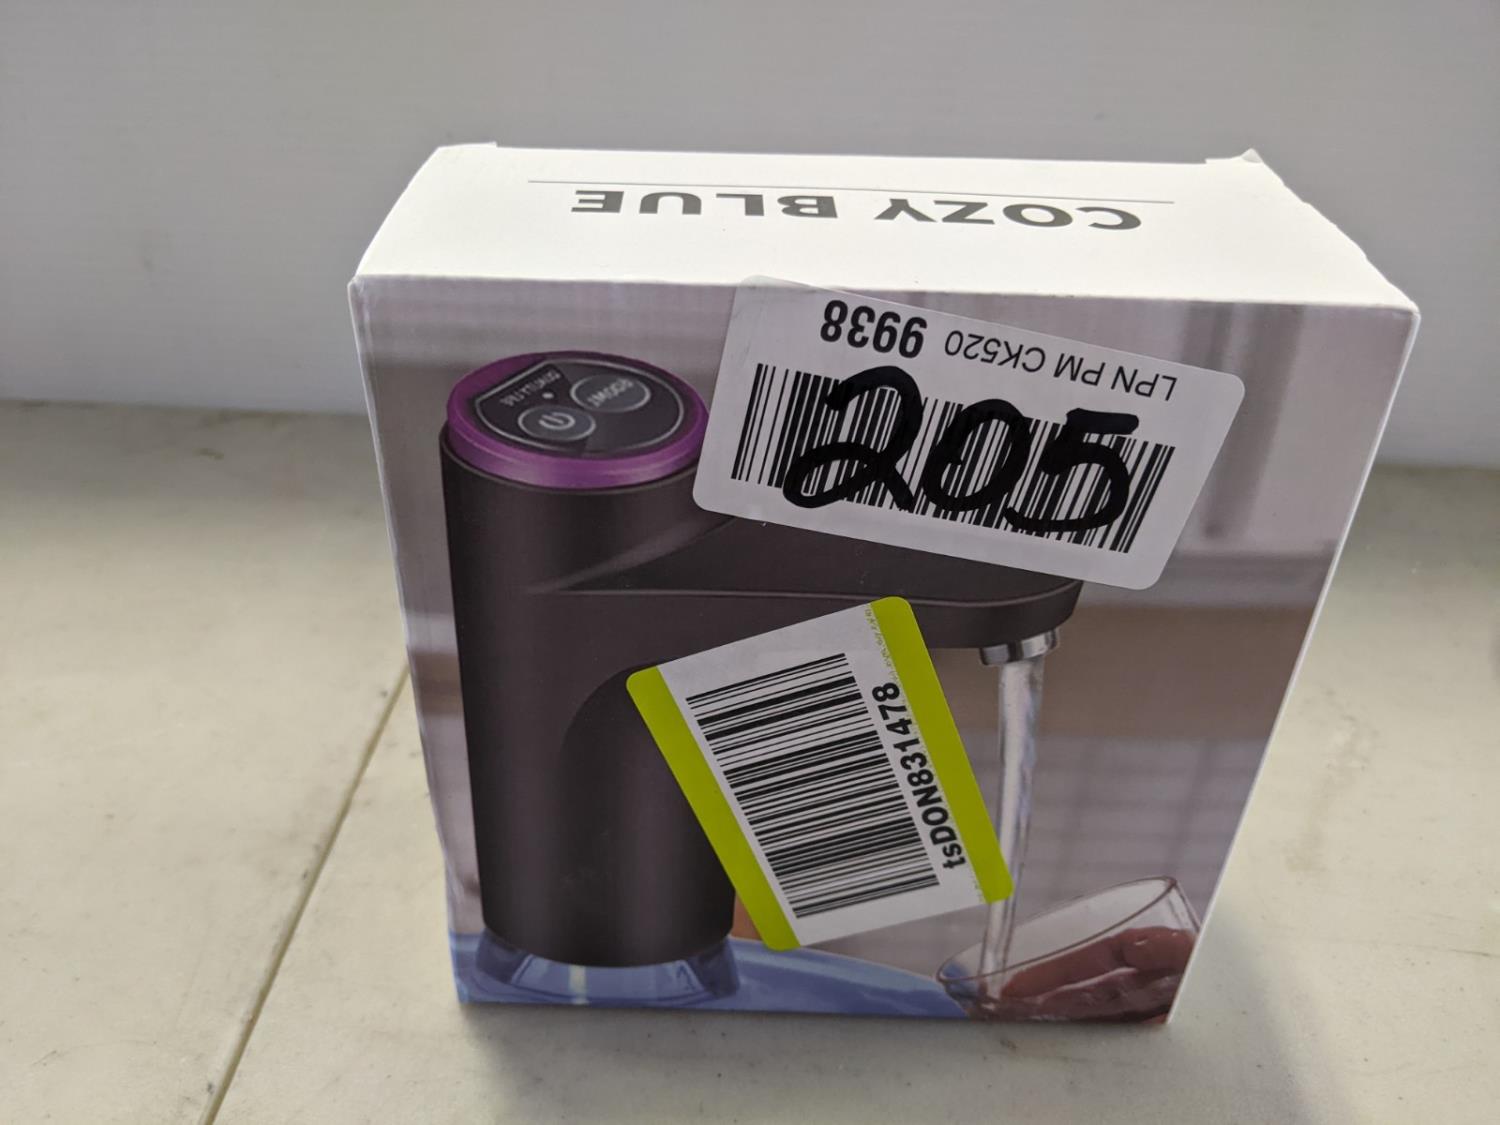 COZY BLUE
LPN PM CK520 9938
205
tsDON831478